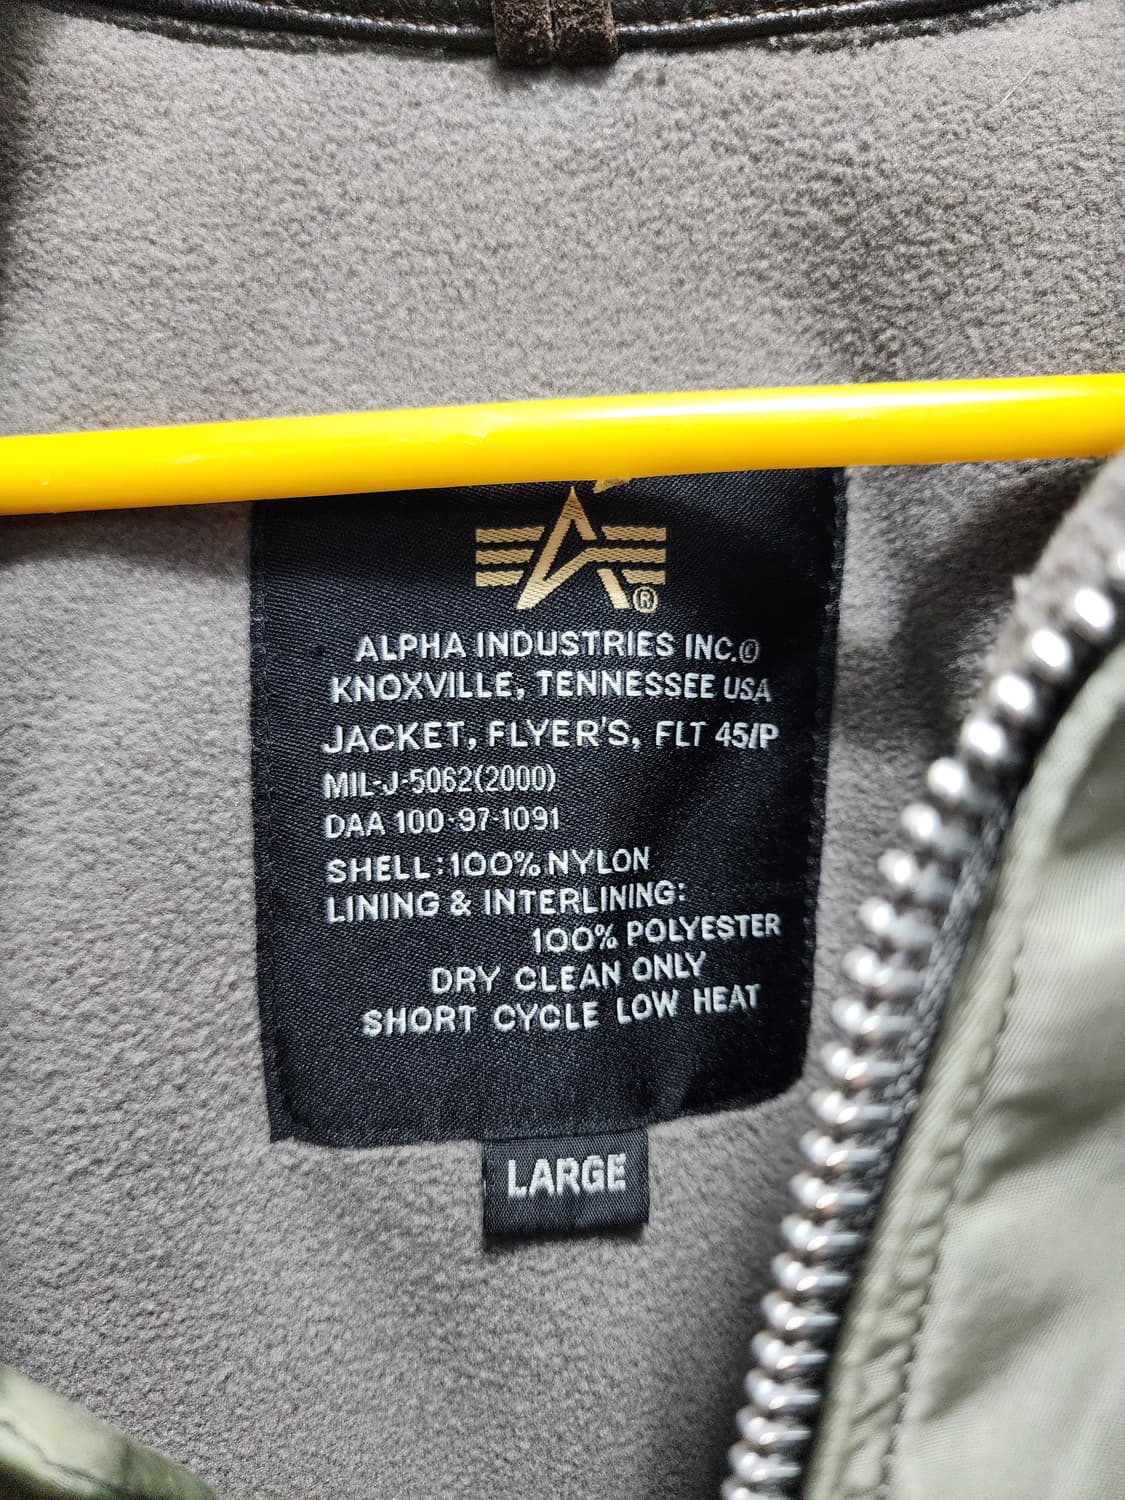 ®
ALPHA INDUSTRIES INC.©
KNOXVILLE, TENNESSEE USA
JACKET, FLYER'S, FLT 45/P
MIL-J-5062(2000)
DAA 100-97-1091
SHELL:100% NYLON
LINING & INTERLINING:
100% POLYESTER
DRY CLEAN ONLY
SHORT CYCLE LOW HEAT
LARGE